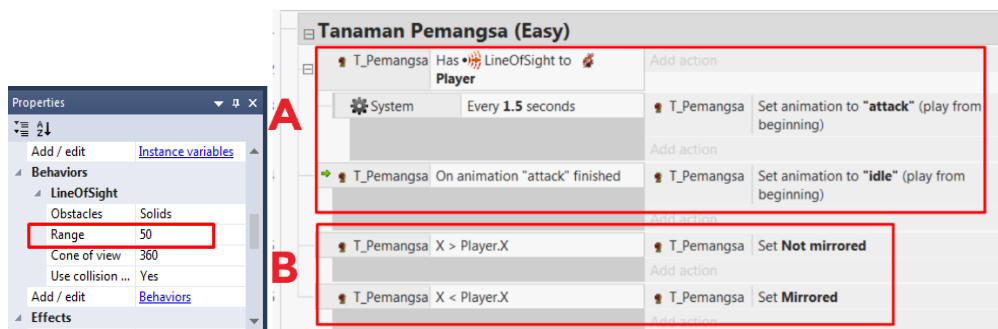 Tanaman Pemangsa (Easy)
T_Pemangsa Has LineOfSight to Player
Add action
System Every 1.5 seconds
T_Pemangsa Set animation to "attack" (play from beginning)
Add action
T_Pemangsa On animation "attack" finished
T_Pemangsa Set animation to "idle" (play from beginning)
Add action
T_Pemangsa X > Player.X
T_Pemangsa Set Not mirrored
Add action
T_Pemangsa X < Player.X
T_Pemangsa Set Mirrored
Add action
A
B
Properties
Add / edit Instance variables
Behaviors
LineOfSight
Obstacles Solids
Range 50
Cone of view 360
Use collision ... Yes
Add / edit Behaviors
Effects